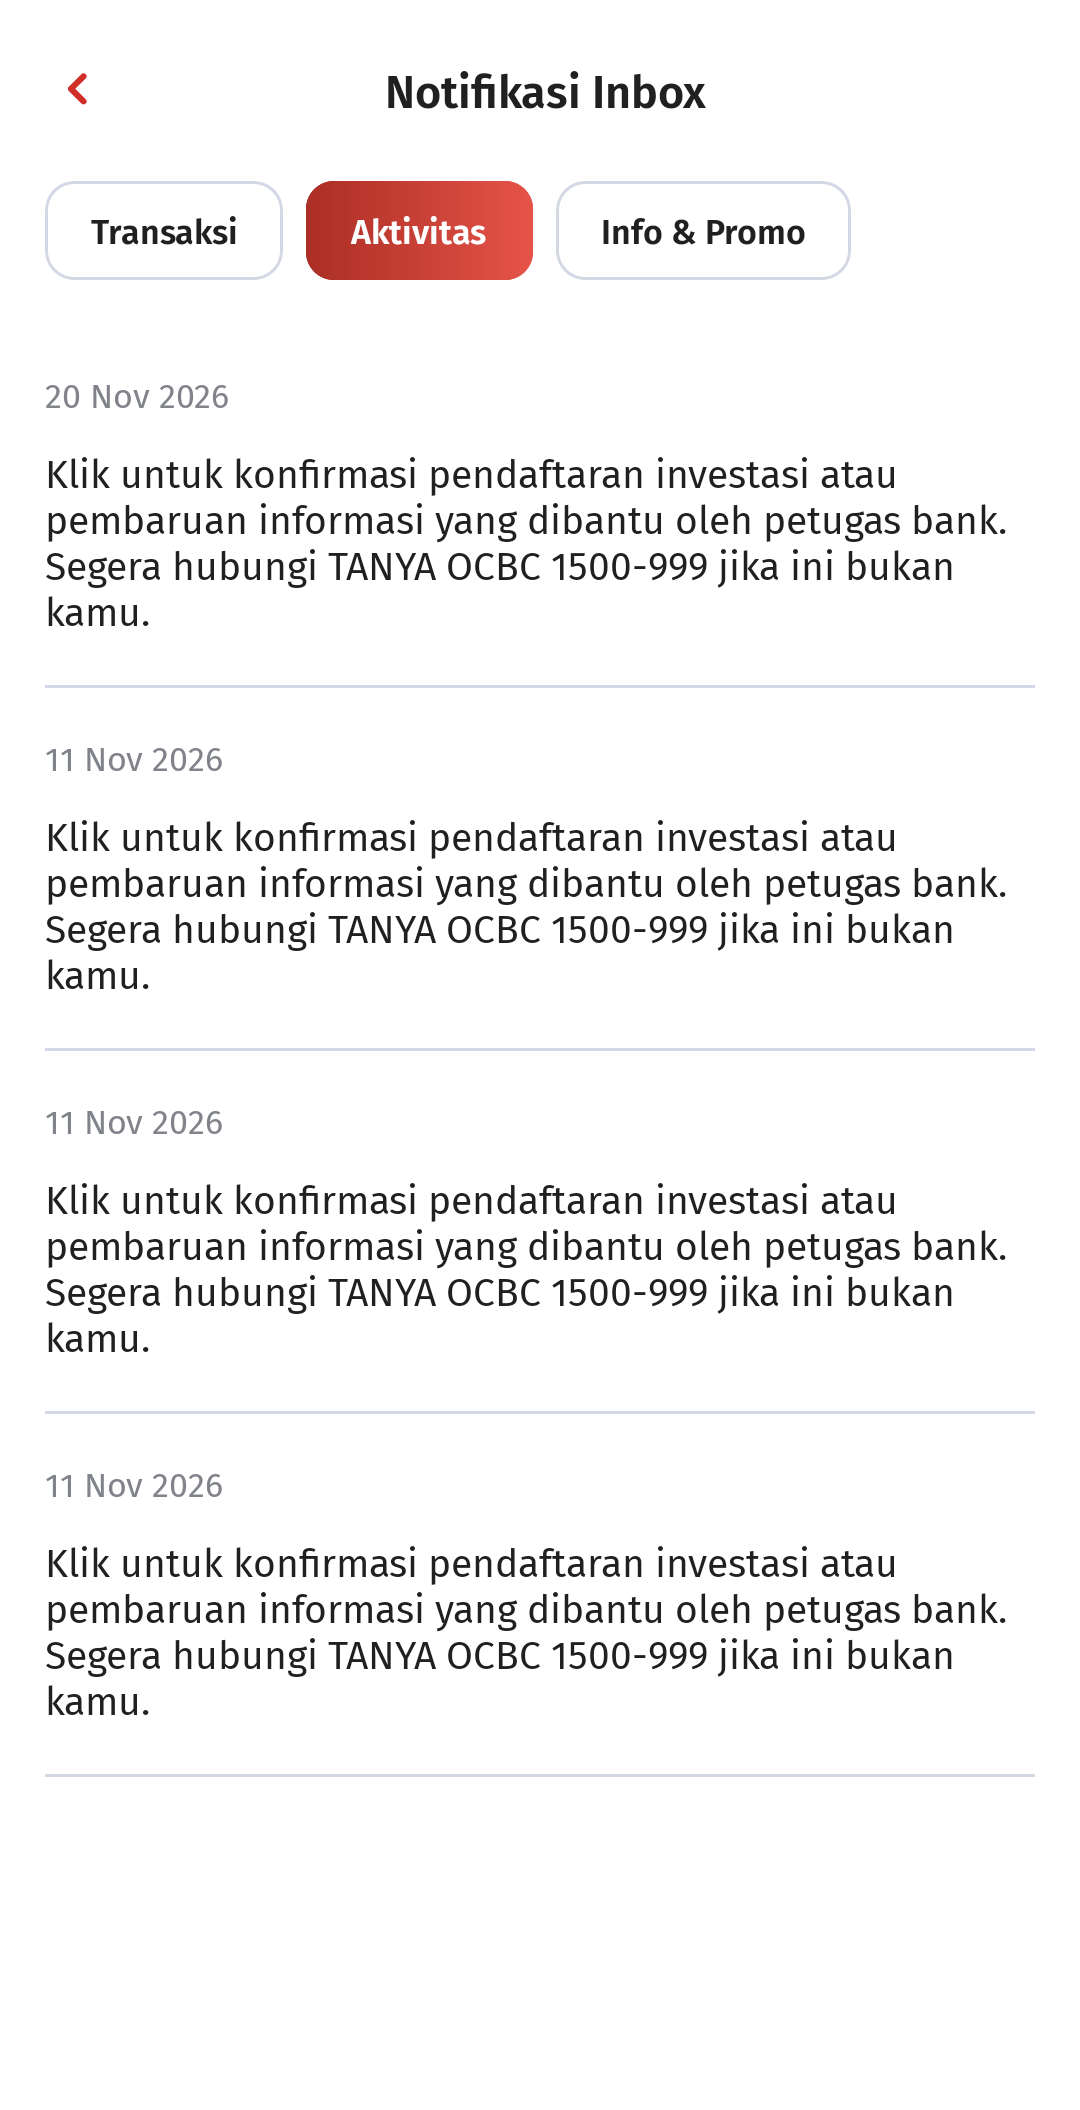 Notifikasi Inbox
Transaksi
Aktivitas
Info & Promo
20 Nov 2026
Klik untuk konfirmasi pendaftaran investasi atau
pembaruan informasi yang dibantu oleh petugas bank.
Segera hubungi TANYA OCBC 1500-999 jika ini bukan
kamu.
11 Nov 2026
Klik untuk konfirmasi pendaftaran investasi atau
pembaruan informasi yang dibantu oleh petugas bank.
Segera hubungi TANYA OCBC 1500-999 jika ini bukan
kamu.
11 Nov 2026
Klik untuk konfirmasi pendaftaran investasi atau
pembaruan informasi yang dibantu oleh petugas bank.
Segera hubungi TANYA OCBC 1500-999 jika ini bukan
kamu.
11 Nov 2026
Klik untuk konfirmasi pendaftaran investasi atau
pembaruan informasi yang dibantu oleh petugas bank.
Segera hubungi TANYA OCBC 1500-999 jika ini bukan
kamu.